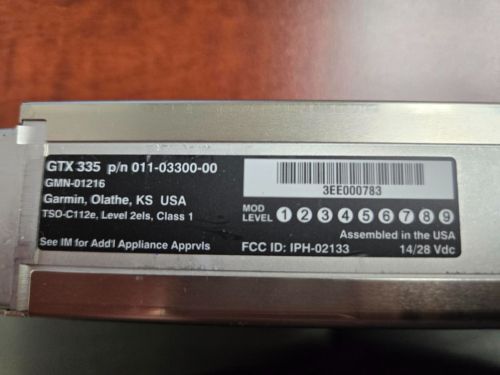 GTX 335 p/n 011-03300-00
GMN-01216
Garmin, Olathe, KS USA
TSO-C112e, Level 2els, Class 1
See IM for Add'l Appliance Apprvls
3EE000783
MOD LEVEL 1 2 3 4 5 6 7 8 9
Assembled in the USA
FCC ID: IPH-02133 14/28 Vdc